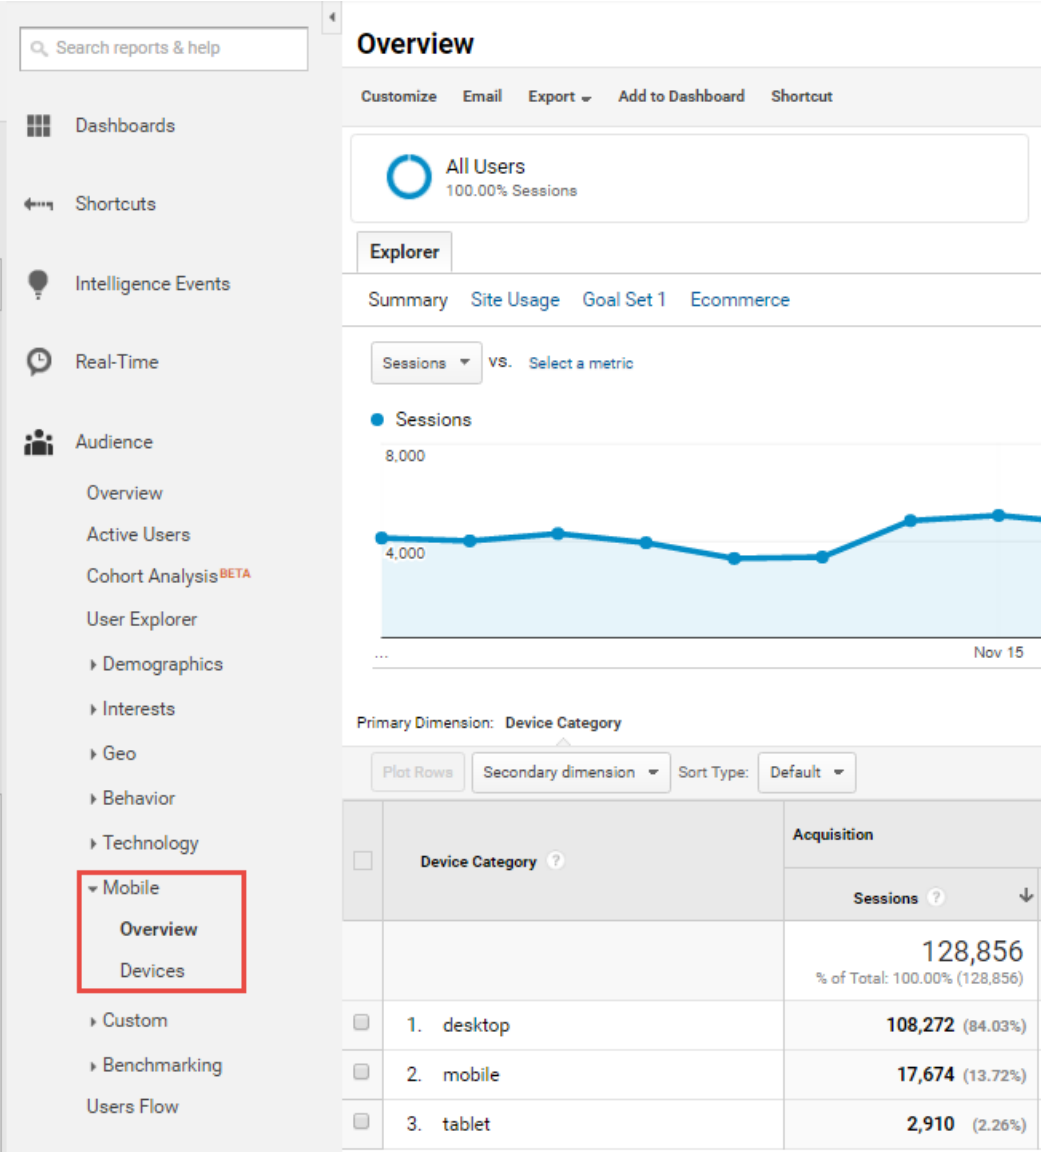 Search reports & help
Dashboards
Shortcuts
Intelligence Events
Real-Time
Audience
Overview
Active Users
Cohort Analysis BETA
User Explorer
Demographics
Interests
Geo
Behavior
Technology
Mobile
Overview
Devices
Custom
Benchmarking
Users Flow
Overview
Customize Email Export Add to Dashboard Shortcut
All Users
100.00% Sessions
Explorer
Summary Site Usage Goal Set 1 Ecommerce
Sessions VS. Select a metric
Sessions
8,000
4,000
... Nov 15
Primary Dimension: Device Category
Plot Rows Secondary dimension Sort Type: Default
Acquisition
Device Category ?
Sessions ?
128,856
% of Total: 100.00% (128,856)
1. desktop 108,272 (84.03%)
2. mobile 17,674 (13.72%)
3. tablet 2,910 (2.26%)